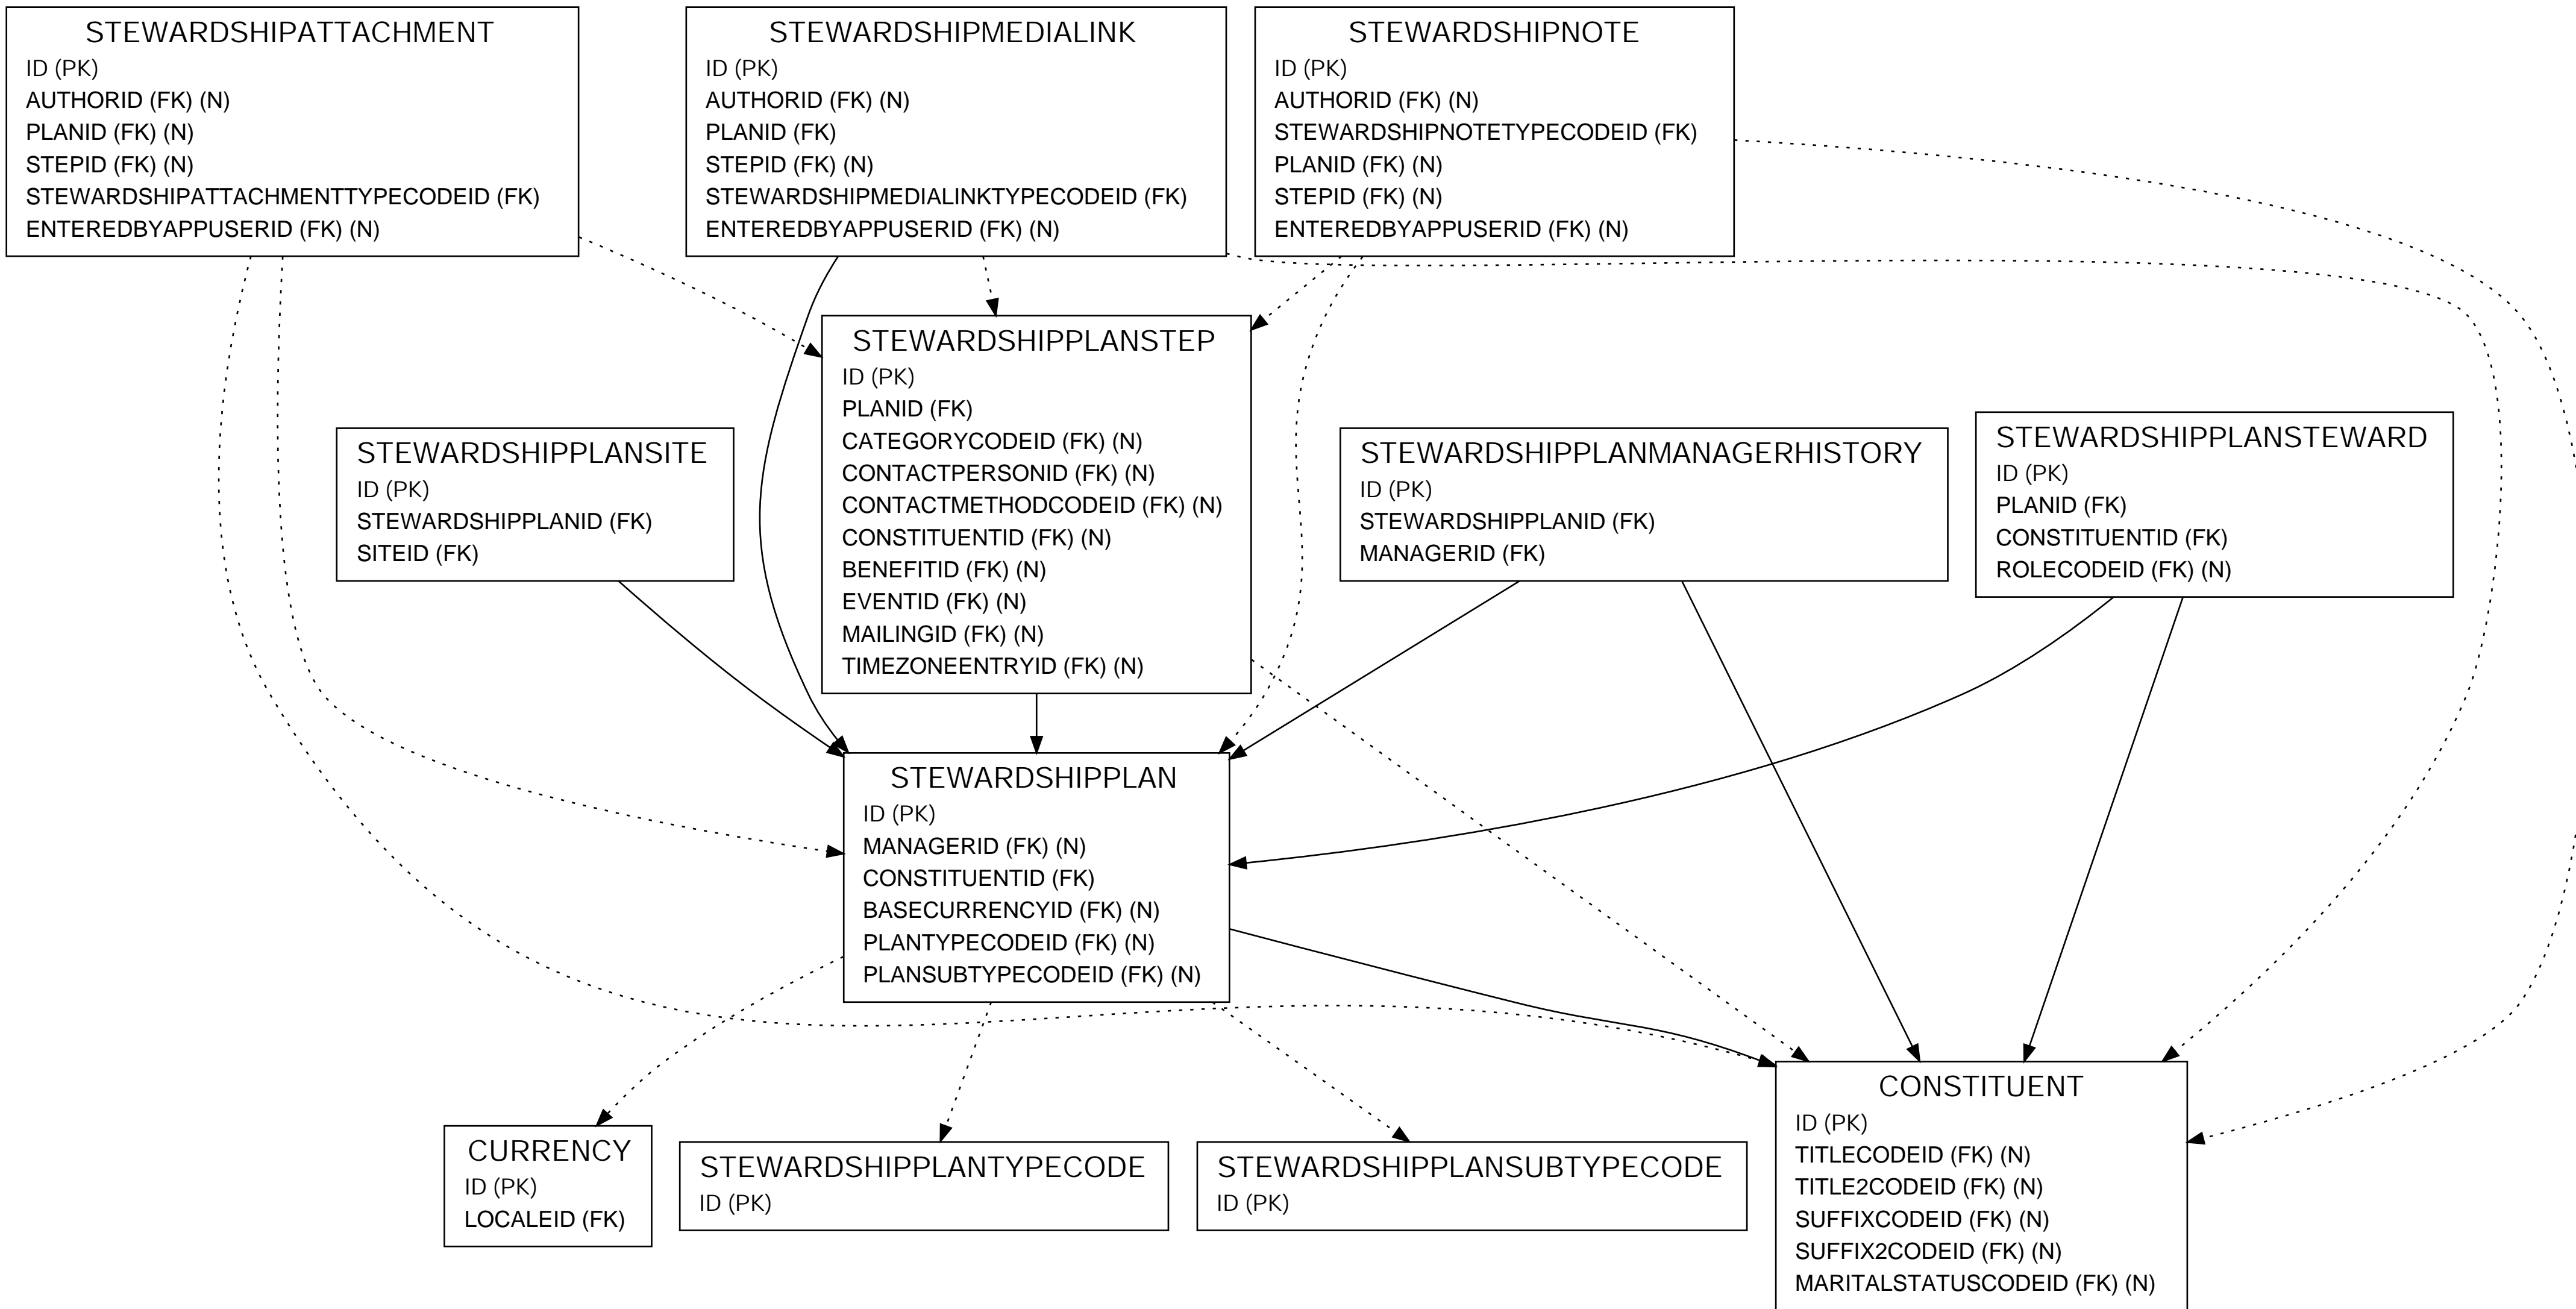 STEWARDSHIPATTACHMENT
ID (PK)
AUTHORID (FK) (N)
PLANID (FK) (N)
STEPID (FK) (N)
STEWARDSHIPATTACHMENTTYPECODEID (FK)
ENTEREDBYAPPUSERID (FK) (N)
STEWARDSHIPMEDIALINK
ID (PK)
AUTHORID (FK) (N)
PLANID (FK)
STEPID (FK) (N)
STEWARDSHIPMEDIALINKTYPECODEID (FK)
ENTEREDBYAPPUSERID (FK) (N)
STEWARDSHIPNOTE
ID (PK)
AUTHORID (FK) (N)
STEWARDSHIPNOTETYPECODEID (FK)
PLANID (FK) (N)
STEPID (FK) (N)
ENTEREDBYAPPUSERID (FK) (N)
STEWARDSHIPPLANSTEP
ID (PK)
PLANID (FK)
CATEGORYCODEID (FK) (N)
CONTACTPERSONID (FK) (N)
CONTACTMETHODCODEID (FK) (N)
CONSTITUENTID (FK) (N)
BENEFITID (FK) (N)
EVENTID (FK) (N)
MAILINGID (FK) (N)
TIMEZONEENTRYID (FK) (N)
STEWARDSHIPPLANSITE
ID (PK)
STEWARDSHIPPLANID (FK)
SITEID (FK)
STEWARDSHIPPLANMANAGERHISTORY
ID (PK)
STEWARDSHIPPLANID (FK)
MANAGERID (FK)
STEWARDSHIPPLANSTEWARD
ID (PK)
PLANID (FK)
CONSTITUENTID (FK)
ROLECODEID (FK) (N)
STEWARDSHIPPLAN
ID (PK)
MANAGERID (FK) (N)
CONSTITUENTID (FK)
BASECURRENCYID (FK) (N)
PLANTYPECODEID (FK) (N)
PLANSUBTYPECODEID (FK) (N)
CURRENCY
ID (PK)
LOCALEID (FK)
STEWARDSHIPPLANTYPECODE
ID (PK)
STEWARDSHIPPLANSUBTYPECODE
ID (PK)
CONSTITUENT
ID (PK)
TITLECODEID (FK) (N)
TITLE2CODEID (FK) (N)
SUFFIXCODEID (FK) (N)
SUFFIX2CODEID (FK) (N)
MARITALSTATUSCODEID (FK) (N)